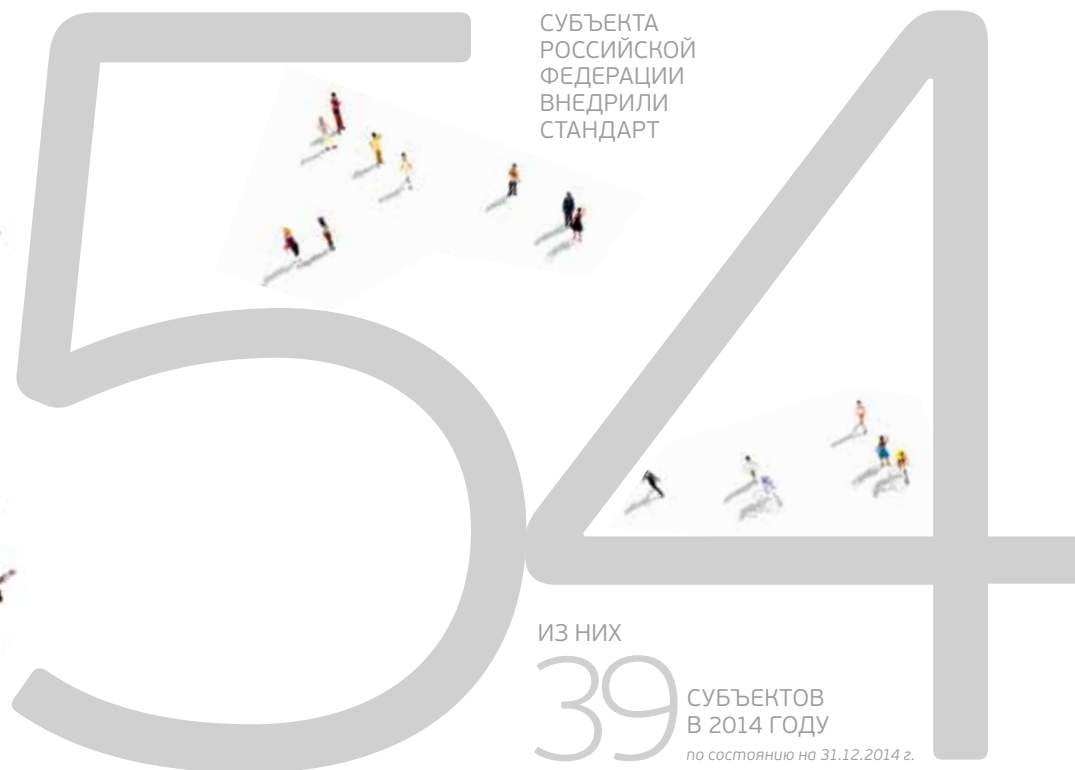 54
СУБЪЕКТА
РОССИЙСКОЙ
ФЕДЕРАЦИИ
ВНЕДРИЛИ
СТАНДАРТ
ИЗ НИХ
39
СУБЪЕКТОВ
В 2014 ГОДУ
по состоянию на 31.12.2014 г.